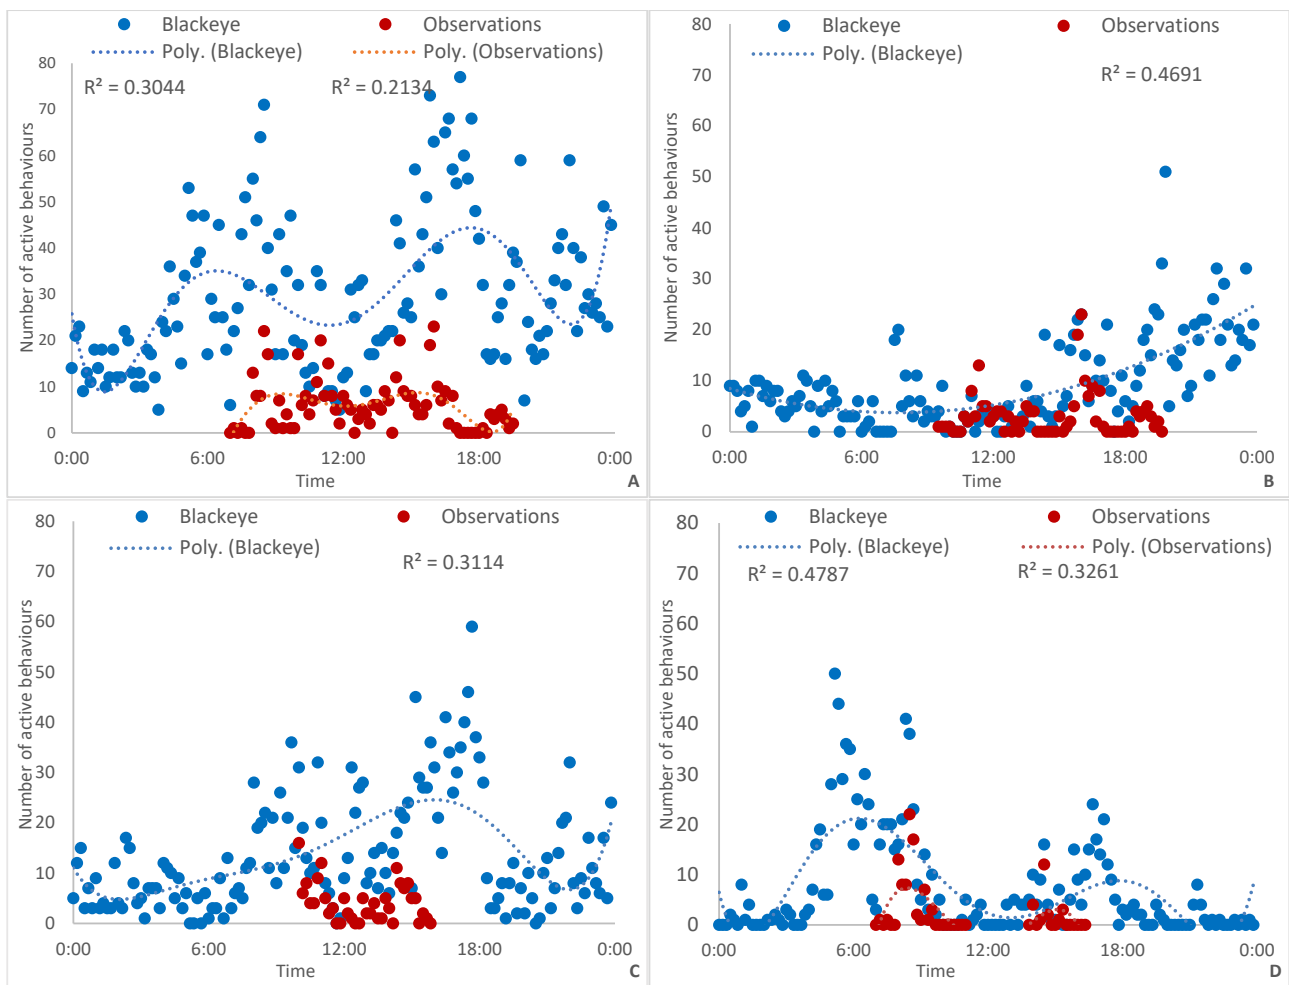 Blackeye
Observations
Poly. (Blackeye)
Poly. (Observations)
R² = 0.3044
R² = 0.2134
Number of active behaviours
80
70
60
50
40
30
20
10
0
0:00 6:00 12:00 18:00 0:00
Time
A
Blackeye
Observations
Poly. (Blackeye)
R² = 0.4691
Number of active behaviours
80
70
60
50
40
30
20
10
0
0:00 6:00 12:00 18:00 0:00
Time
B
Blackeye
Observations
Poly. (Blackeye)
R² = 0.3114
Number of active behaviours
80
70
60
50
40
30
20
10
0
0:00 6:00 12:00 18:00 0:00
Time
C
Blackeye
Observations
Poly. (Blackeye)
Poly. (Observations)
R² = 0.4787
R² = 0.3261
Number of active behaviours
80
70
60
50
40
30
20
10
0
0:00 6:00 12:00 18:00 0:00
Time
D